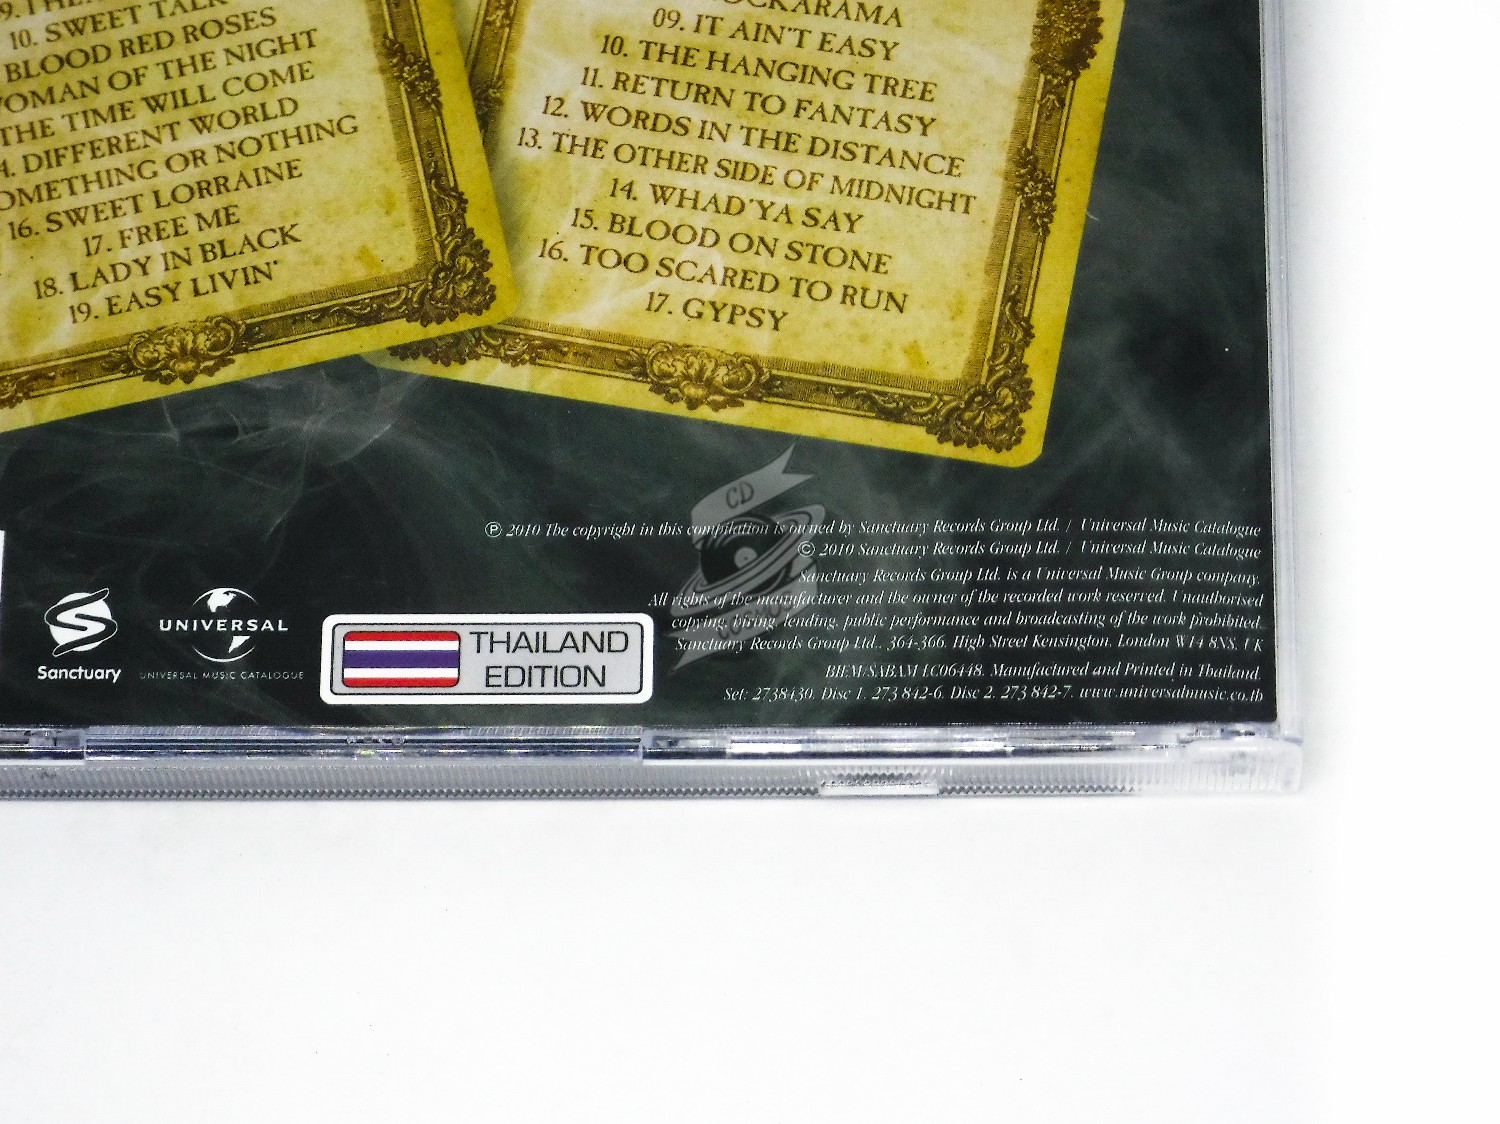 10. SWEET TALK
BLOOD RED ROSES
WOMAN OF THE NIGHT
THE TIME WILL COME
4. DIFFERENT WORLD
SOMETHING OR NOTHING
16. SWEET LORRAINE
17. FREE ME
18. LADY IN BLACK
19. EASY LIVIN'
OCKARAMA
09. IT AIN'T EASY
10. THE HANGING TREE
11. RETURN TO FANTASY
12. WORDS IN THE DISTANCE
13. THE OTHER SIDE OF MIDNIGHT
14. WHAD'YA SAY
15. BLOOD ON STONE
16. TOO SCARED TO RUN
17. GYPSY
CD
COSMOS
℗ 2010 The copyright in this compilation is owned by Sanctuary Records Group Ltd. / Universal Music Catalogue
© 2010 Sanctuary Records Group Ltd. / Universal Music Catalogue
Sanctuary Records Group Ltd. is a Universal Music Group company.
All rights of the manufacturer and the owner of the recorded work reserved. Unauthorised
copying, hiring, lending, public performance and broadcasting of the work prohibited.
Sanctuary Records Group Ltd., 364-366, High Street Kensington, London W14 8NS, UK
BIEM/SABAM LC06448. Manufactured and Printed in Thailand.
Set: 2738430. Disc 1. 273 842-6. Disc 2. 273 842-7. www.universalmusic.co.th
Sanctuary
UNIVERSAL
UNIVERSAL MUSIC CATALOGUE
THAILAND
EDITION